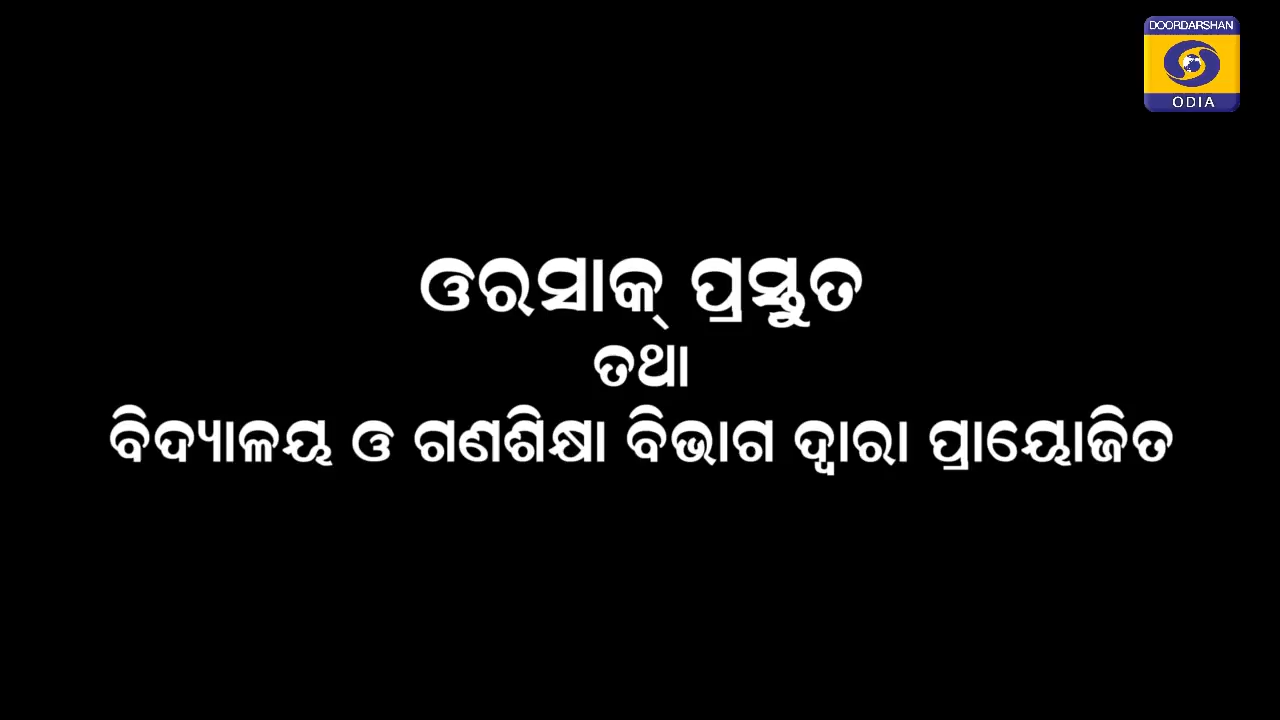 DOORDARSHAN
ODIA
ଓରସାକ୍ ପ୍ରସ୍ତୁତ
ତଥା
ବିଦ୍ୟାଳୟ ଓ ଗଣଶିକ୍ଷା ବିଭାଗ ଦ୍ୱାରା ପ୍ରାୟୋଜିତ